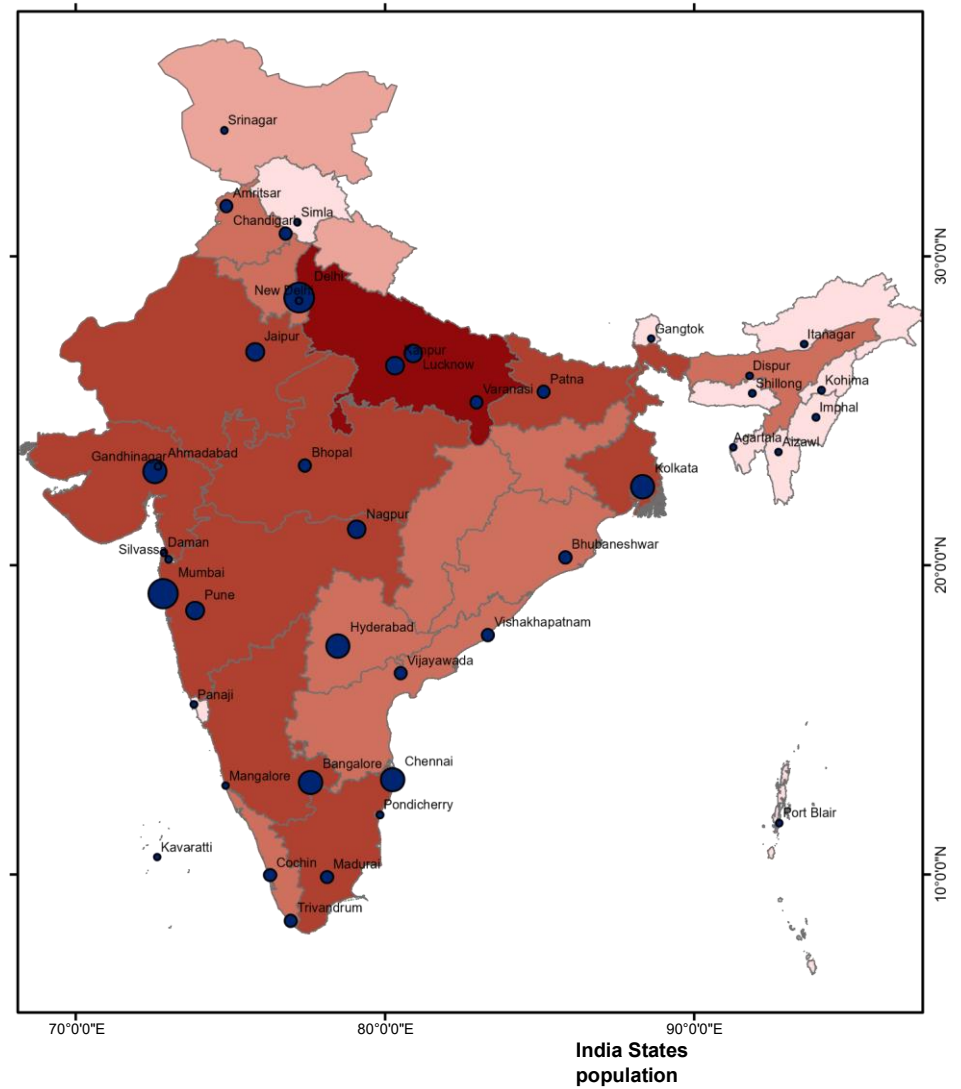 Srinagar
Amritsar
Simla
Chandigarh
30°0'0"N
Delhi
New Delhi
Gangtok
Itanagar
Jaipur
Kanpur
Lucknow
Dispur
Patna
Kohima
Shillong
Varanasi
Imphal
Agartala
Aizawl
Gandhinagar
Ahmadabad
Bhopal
Kolkata
Nagpur
Daman
Silvassa
Bhubaneshwar
20°0'0"N
Mumbai
Pune
Vishakhapatnam
Hyderabad
Vijayawada
Panaji
Chennai
Bangalore
Mangalore
Pondicherry
Port Blair
Kavaratti
Cochin
Madurai
10°0'0"N
Trivandrum
70°0'0"E
80°0'0"E
90°0'0"E
India States
population